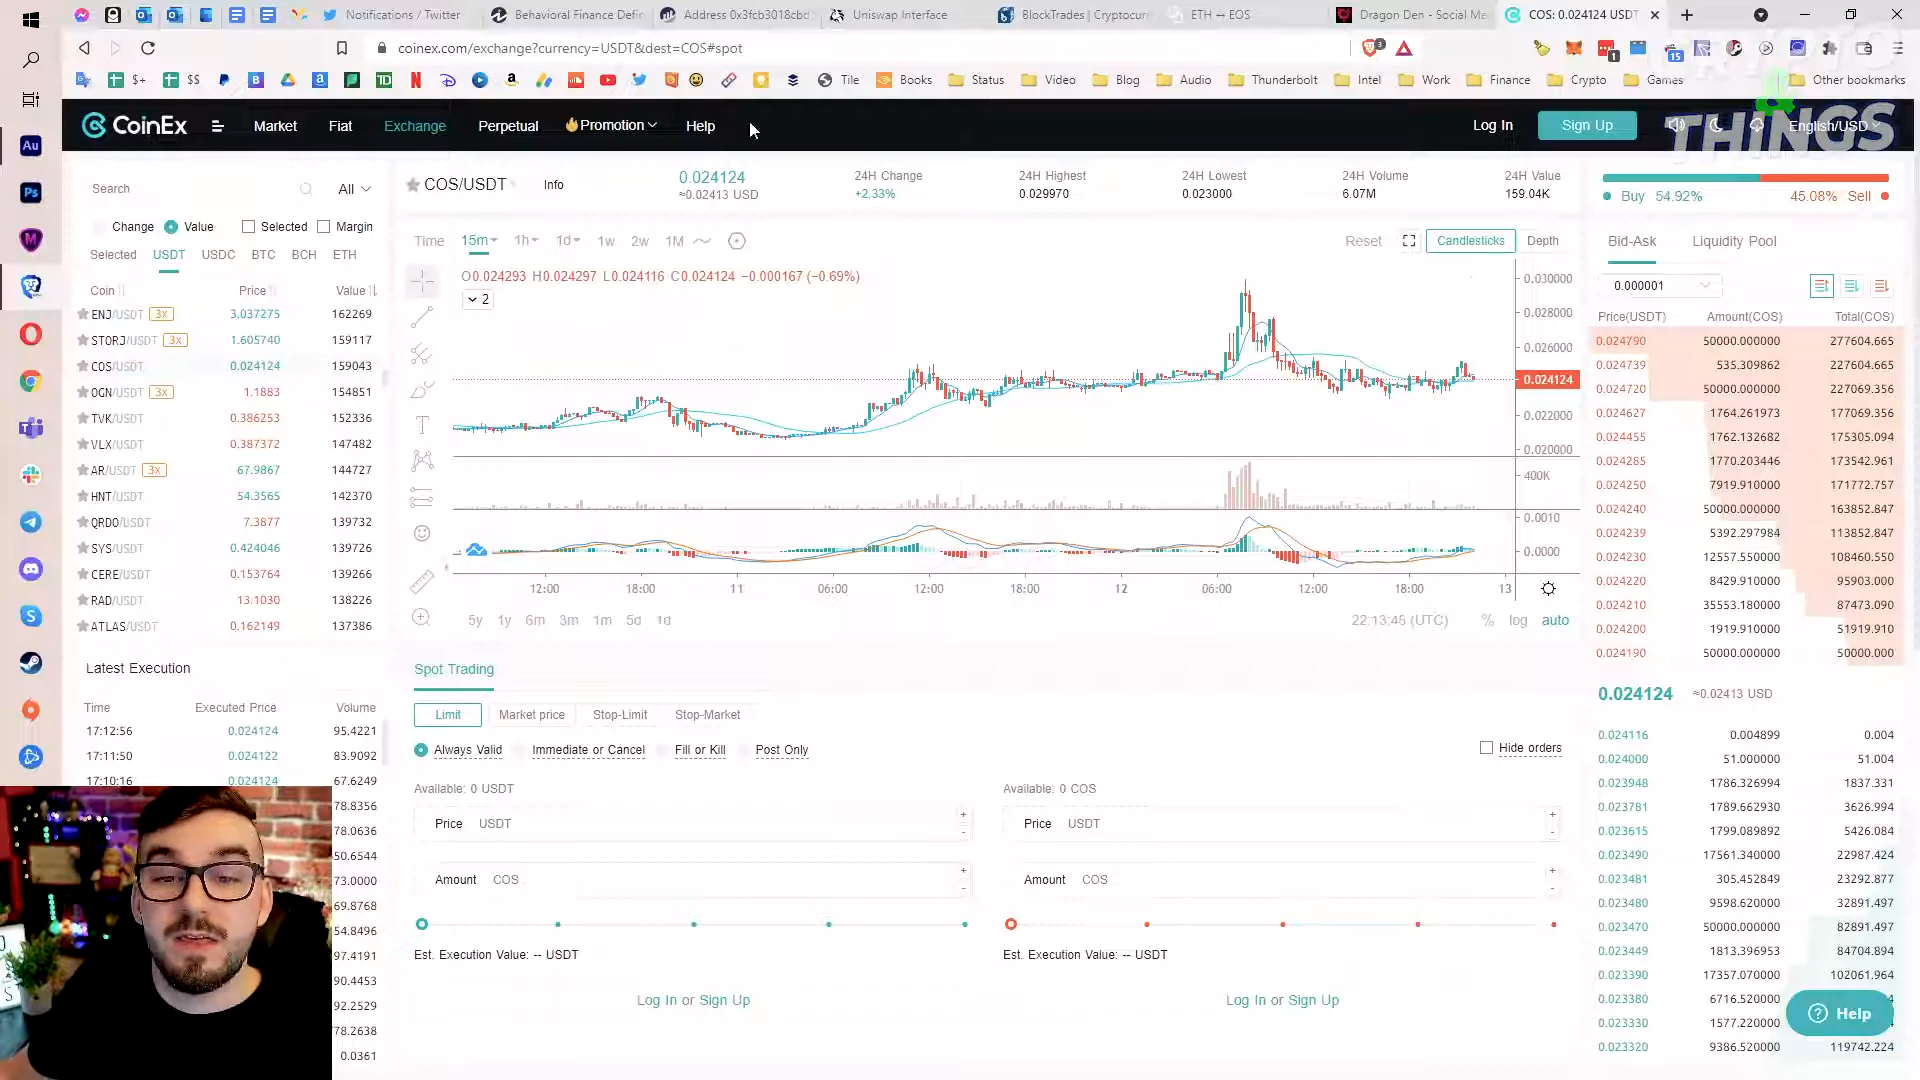 Notifications / Twitter
Behavioral Finance Defin
Address 0x3fcb3018cbd
Uniswap Interface
BlockTrades | Cryptocurr
ETH ↔ EOS
Dragon Den - Social Me
COS: 0.024124 USDT
coinex.com/exchange?currency=USDT&dest=COS#spot
$+
$$
Tile
Books
Status
Video
Blog
Audio
Thunderbolt
Intel
Work
Finance
Crypto
Games
Other bookmarks
CoinEx
Market
Fiat
Exchange
Perpetual
Promotion
Help
Log In
Sign Up
English/USD
THINGS
Search
All
Change
Value
Selected
Margin
Selected USDT USDC BTC BCH ETH
Coin Price Value
ENJ/USDT 3x 3.037275 162269
STORJ/USDT 3x 1.605740 159117
COS/USDT 0.024124 159043
OGN/USDT 3x 1.1883 154851
TVK/USDT 0.386253 152336
VLX/USDT 0.387372 147482
AR/USDT 3x 67.9867 144727
HNT/USDT 54.3565 142370
QRDO/USDT 7.3877 139732
SYS/USDT 0.424046 139726
CERE/USDT 0.153764 139266
RAD/USDT 13.1030 138226
ATLAS/USDT 0.162149 137386
Latest Execution
Time Executed Price Volume
17:12:56 0.024124 95.4221
17:11:50 0.024122 83.9092
17:10:16 0.024124 67.6249
78.8356
78.0636
50.6544
73.0000
69.8768
54.8496
97.4191
90.4453
92.2529
78.2638
0.0361
COS/USDT
Info
0.024124
≈0.02413 USD
24H Change
+2.33%
24H Highest
0.029970
24H Lowest
0.023000
24H Volume
6.07M
24H Value
159.04K
Time 15m 1h 1d 1w 2w 1M
Reset
Candlesticks
Depth
O0.024293 H0.024297 L0.024116 C0.024124 −0.000167 (−0.69%)
2
0.030000
0.028000
0.026000
0.024124
0.022000
0.020000
400K
0.0010
0.0000
12:00 18:00 11 06:00 12:00 18:00 12 06:00 12:00 18:00 13
5y 1y 6m 3m 1m 5d 1d
22:13:45 (UTC)
% log auto
Spot Trading
Limit
Market price
Stop-Limit
Stop-Market
Always Valid
Immediate or Cancel
Fill or Kill
Post Only
Hide orders
Available: 0 USDT
Price USDT
+
-
Amount COS
+
-
Est. Execution Value: -- USDT
Log In or Sign Up
Available: 0 COS
Price USDT
+
-
Amount COS
+
-
Est. Execution Value: -- USDT
Log In or Sign Up
Buy 54.92%
45.08% Sell
Bid-Ask
Liquidity Pool
0.000001
Price(USDT) Amount(COS) Total(COS)
0.024790 50000.000000 277604.665
0.024739 535.309862 227604.665
0.024720 50000.000000 227069.356
0.024627 1764.261973 177069.356
0.024455 1762.132682 175305.094
0.024285 1770.203446 173542.961
0.024250 7919.910000 171772.757
0.024240 50000.000000 163852.847
0.024239 5392.297984 113852.847
0.024230 12557.550000 108460.550
0.024220 8429.910000 95903.000
0.024210 35553.180000 87473.090
0.024200 1919.910000 51919.910
0.024190 50000.000000 50000.000
0.024124 ≈0.02413 USD
0.024116 0.004899 0.004
0.024000 51.000000 51.004
0.023948 1786.326994 1837.331
0.023781 1789.662930 3626.994
0.023615 1799.089892 5426.084
0.023490 17561.340000 22987.424
0.023481 305.452849 23292.877
0.023480 9598.620000 32891.497
0.023470 50000.000000 82891.497
0.023449 1813.396953 84704.894
0.023390 17357.070000 102061.964
0.023380 6716.520000
0.023330 1577.220000
0.023320 9386.520000 119742.224
Help
Au
Ps